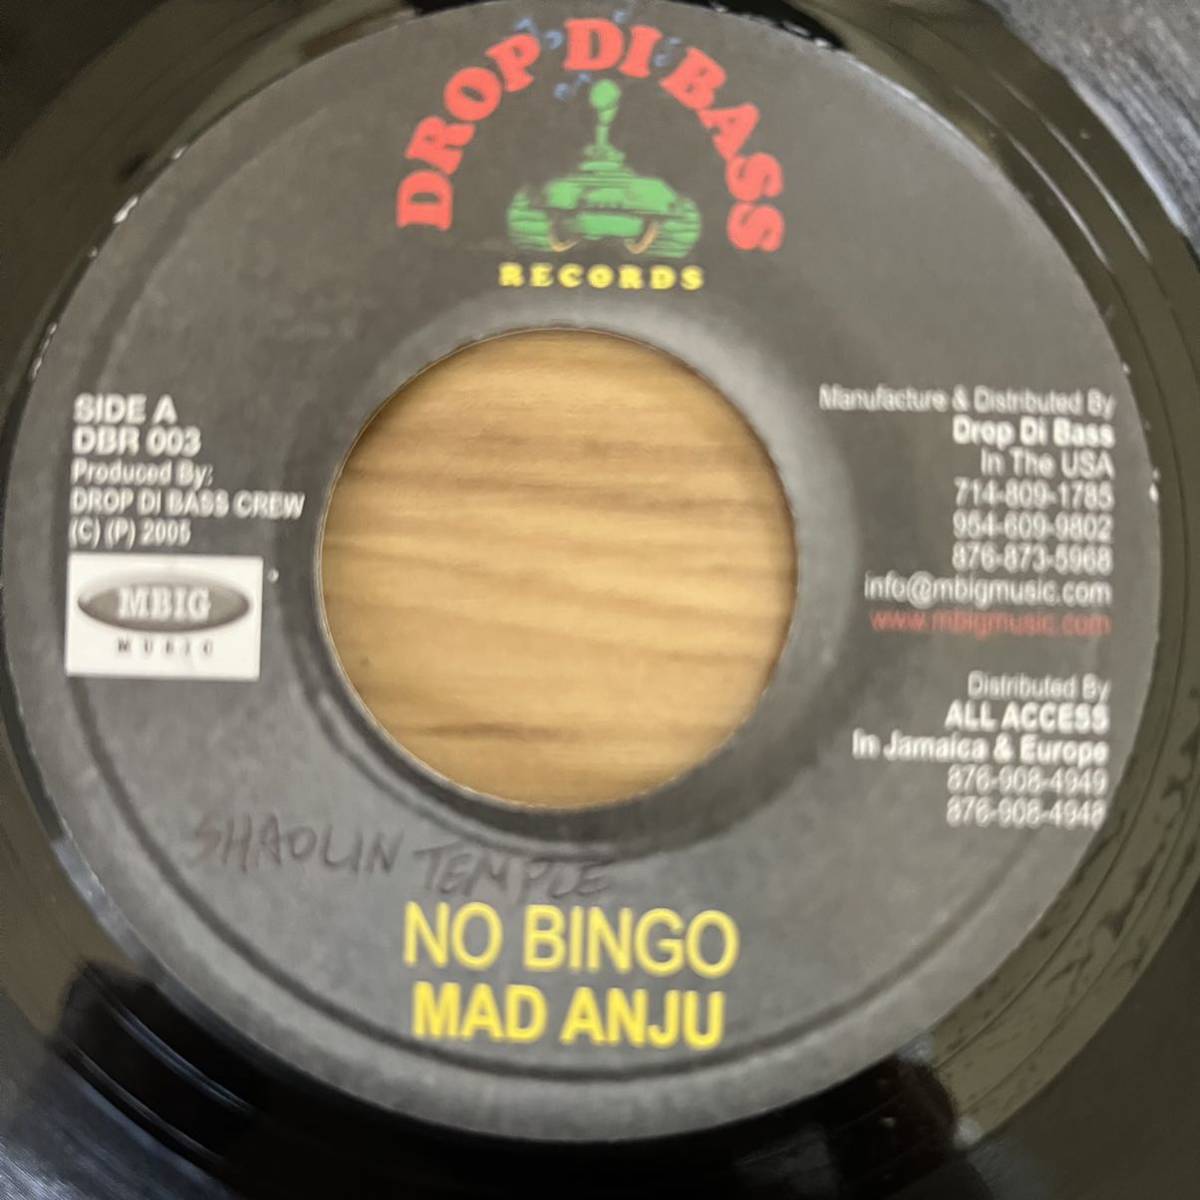 DROP DI BASS
RECORDS
SIDE A
DBR 003
Produced By:
DROP DI BASS CREW
(C) (P) 2005
MBIG
MUSIC
Manufacture & Distributed By
Drop Di Bass
In The USA
714-809-1785
954-609-9802
876-873-5968
info@mbigmusic.com
www.mbigmusic.com
Distributed By
ALL ACCESS
In Jamaica & Europe
876-908-4949
876-908-4948
SHAOLIN TEMPLE
NO BINGO
MAD ANJU